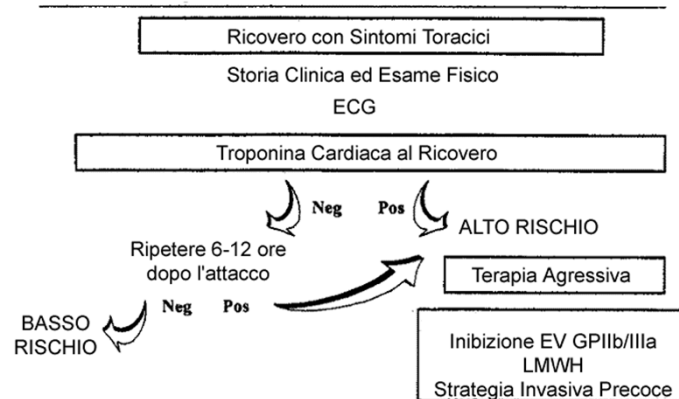 Ricovero con Sintomi Toracici
Storia Clinica ed Esame Fisico
ECG
Troponina Cardiaca al Ricovero
Neg Pos
Ripetere 6-12 ore
dopo l'attacco
ALTO RISCHIO
Terapia Agressiva
Neg Pos
BASSO
RISCHIO
Inibizione EV GPIIb/IIIa
LMWH
Strategia Invasiva Precoce